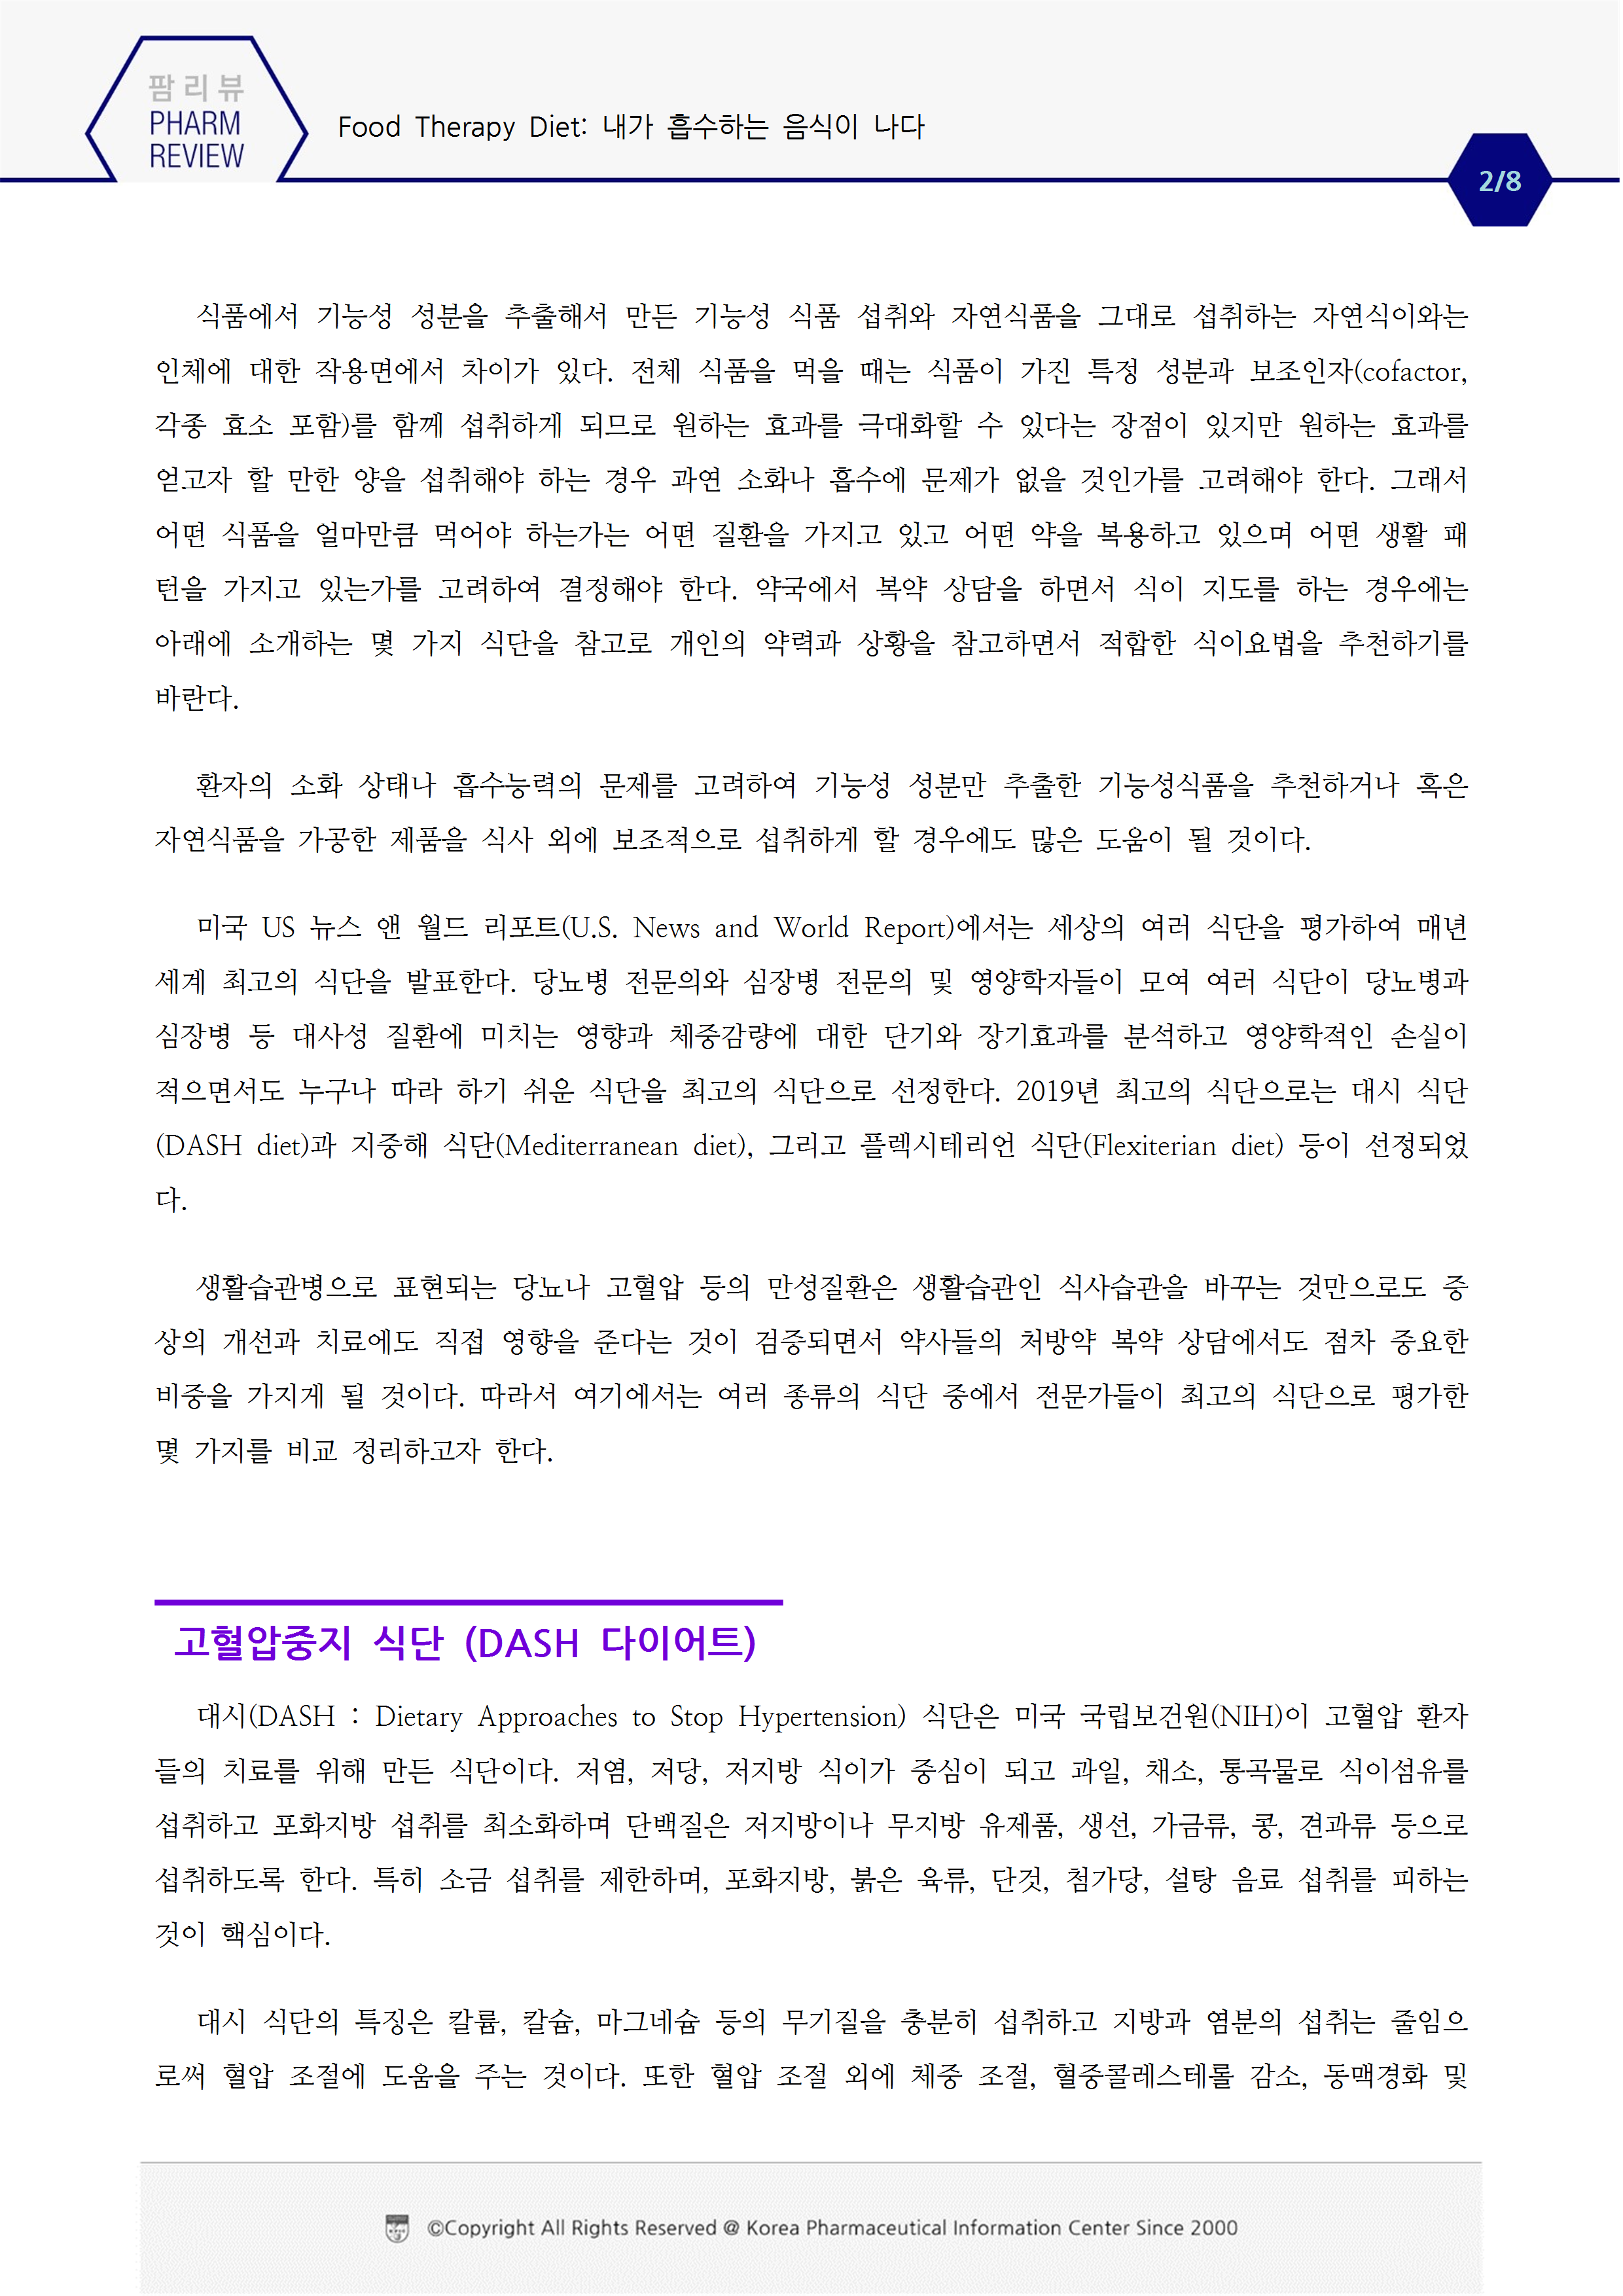 팜리뷰
PHARM
REVIEW
Food Therapy Diet: 내가 흡수하는 음식이 나다
2/8
식품에서 기능성 성분을 추출해서 만든 기능성 식품 섭취와 자연식품을 그대로 섭취하는 자연식이와는
인체에 대한 작용면에서 차이가 있다. 전체 식품을 먹을 때는 식품이 가진 특정 성분과 보조인자(cofactor,
각종 효소 포함)를 함께 섭취하게 되므로 원하는 효과를 극대화할 수 있다는 장점이 있지만 원하는 효과를
얻고자 할 만한 양을 섭취해야 하는 경우 과연 소화나 흡수에 문제가 없을 것인가를 고려해야 한다. 그래서
어떤 식품을 얼마만큼 먹어야 하는가는 어떤 질환을 가지고 있고 어떤 약을 복용하고 있으며 어떤 생활 패
턴을 가지고 있는가를 고려하여 결정해야 한다. 약국에서 복약 상담을 하면서 식이 지도를 하는 경우에는
아래에 소개하는 몇 가지 식단을 참고로 개인의 약력과 상황을 참고하면서 적합한 식이요법을 추천하기를
바란다.
환자의 소화 상태나 흡수능력의 문제를 고려하여 기능성 성분만 추출한 기능성식품을 추천하거나 혹은
자연식품을 가공한 제품을 식사 외에 보조적으로 섭취하게 할 경우에도 많은 도움이 될 것이다.
미국 US 뉴스 앤 월드 리포트(U.S. News and World Report)에서는 세상의 여러 식단을 평가하여 매년
세계 최고의 식단을 발표한다. 당뇨병 전문의와 심장병 전문의 및 영양학자들이 모여 여러 식단이 당뇨병과
심장병 등 대사성 질환에 미치는 영향과 체중감량에 대한 단기와 장기효과를 분석하고 영양학적인 손실이
적으면서도 누구나 따라 하기 쉬운 식단을 최고의 식단으로 선정한다. 2019년 최고의 식단으로는 대시 식단
(DASH diet)과 지중해 식단(Mediterranean diet), 그리고 플렉시테리언 식단(Flexiterian diet) 등이 선정되었
다.
생활습관병으로 표현되는 당뇨나 고혈압 등의 만성질환은 생활습관인 식사습관을 바꾸는 것만으로도 증
상의 개선과 치료에도 직접 영향을 준다는 것이 검증되면서 약사들의 처방약 복약 상담에서도 점차 중요한
비중을 가지게 될 것이다. 따라서 여기에서는 여러 종류의 식단 중에서 전문가들이 최고의 식단으로 평가한
몇 가지를 비교 정리하고자 한다.
고혈압중지 식단 (DASH 다이어트)
대시(DASH : Dietary Approaches to Stop Hypertension) 식단은 미국 국립보건원(NIH)이 고혈압 환자
들의 치료를 위해 만든 식단이다. 저염, 저당, 저지방 식이가 중심이 되고 과일, 채소, 통곡물로 식이섬유를
섭취하고 포화지방 섭취를 최소화하며 단백질은 저지방이나 무지방 유제품, 생선, 가금류, 콩, 견과류 등으로
섭취하도록 한다. 특히 소금 섭취를 제한하며, 포화지방, 붉은 육류, 단것, 첨가당, 설탕 음료 섭취를 피하는
것이 핵심이다.
대시 식단의 특징은 칼륨, 칼슘, 마그네슘 등의 무기질을 충분히 섭취하고 지방과 염분의 섭취는 줄임으
로써 혈압 조절에 도움을 주는 것이다. 또한 혈압 조절 외에 체중 조절, 혈중콜레스테롤 감소, 동맥경화 및
©Copyright All Rights Reserved @ Korea Pharmaceutical Information Center Since 2000